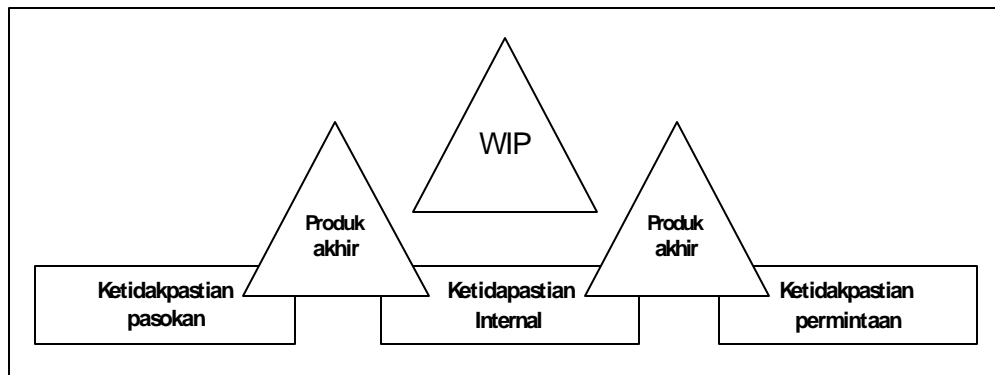 WIP
Produk
akhir
Produk
akhir
Ketidakpastian
pasokan
Ketidapastian
Internal
Ketidakpastian
permintaan